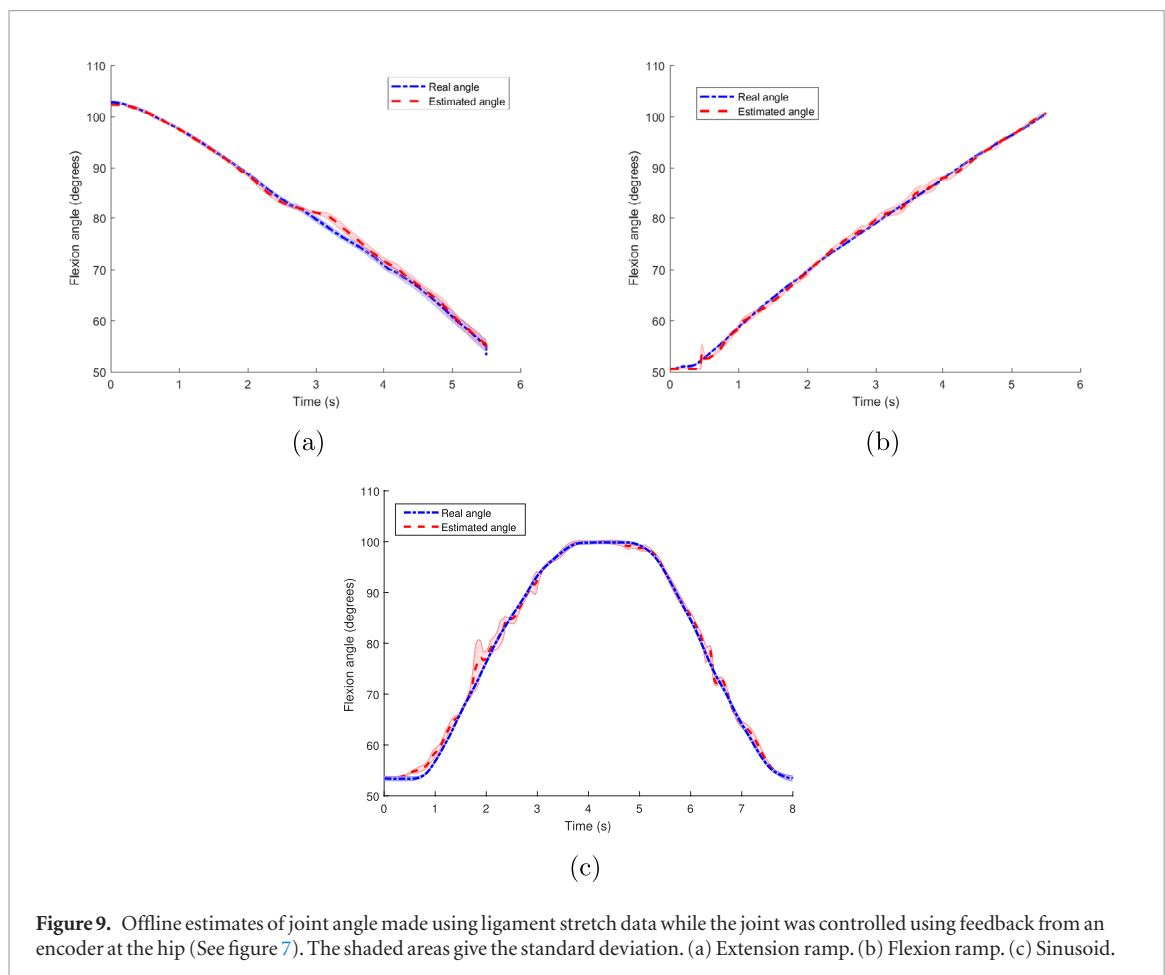 110
100
90
80
70
60
50
Flexion angle (degrees)
Real angle
Estimated angle
0 1 2 3 4 5 6
Time (s)
(a)
110
100
90
80
70
60
50
Flexion angle (degrees)
Real angle
Estimated angle
0 1 2 3 4 5 6
Time (s)
(b)
110
100
90
80
70
60
50
Flexion angle (degrees)
Real angle
Estimated angle
0 1 2 3 4 5 6 7 8
Time (s)
(c)
Figure 9. Offline estimates of joint angle made using ligament stretch data while the joint was controlled using feedback from an
encoder at the hip (See figure 7). The shaded areas give the standard deviation. (a) Extension ramp. (b) Flexion ramp. (c) Sinusoid.